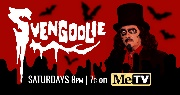 SVENGOOLIE
SATURDAYS 8PM | 7C ON MeTV